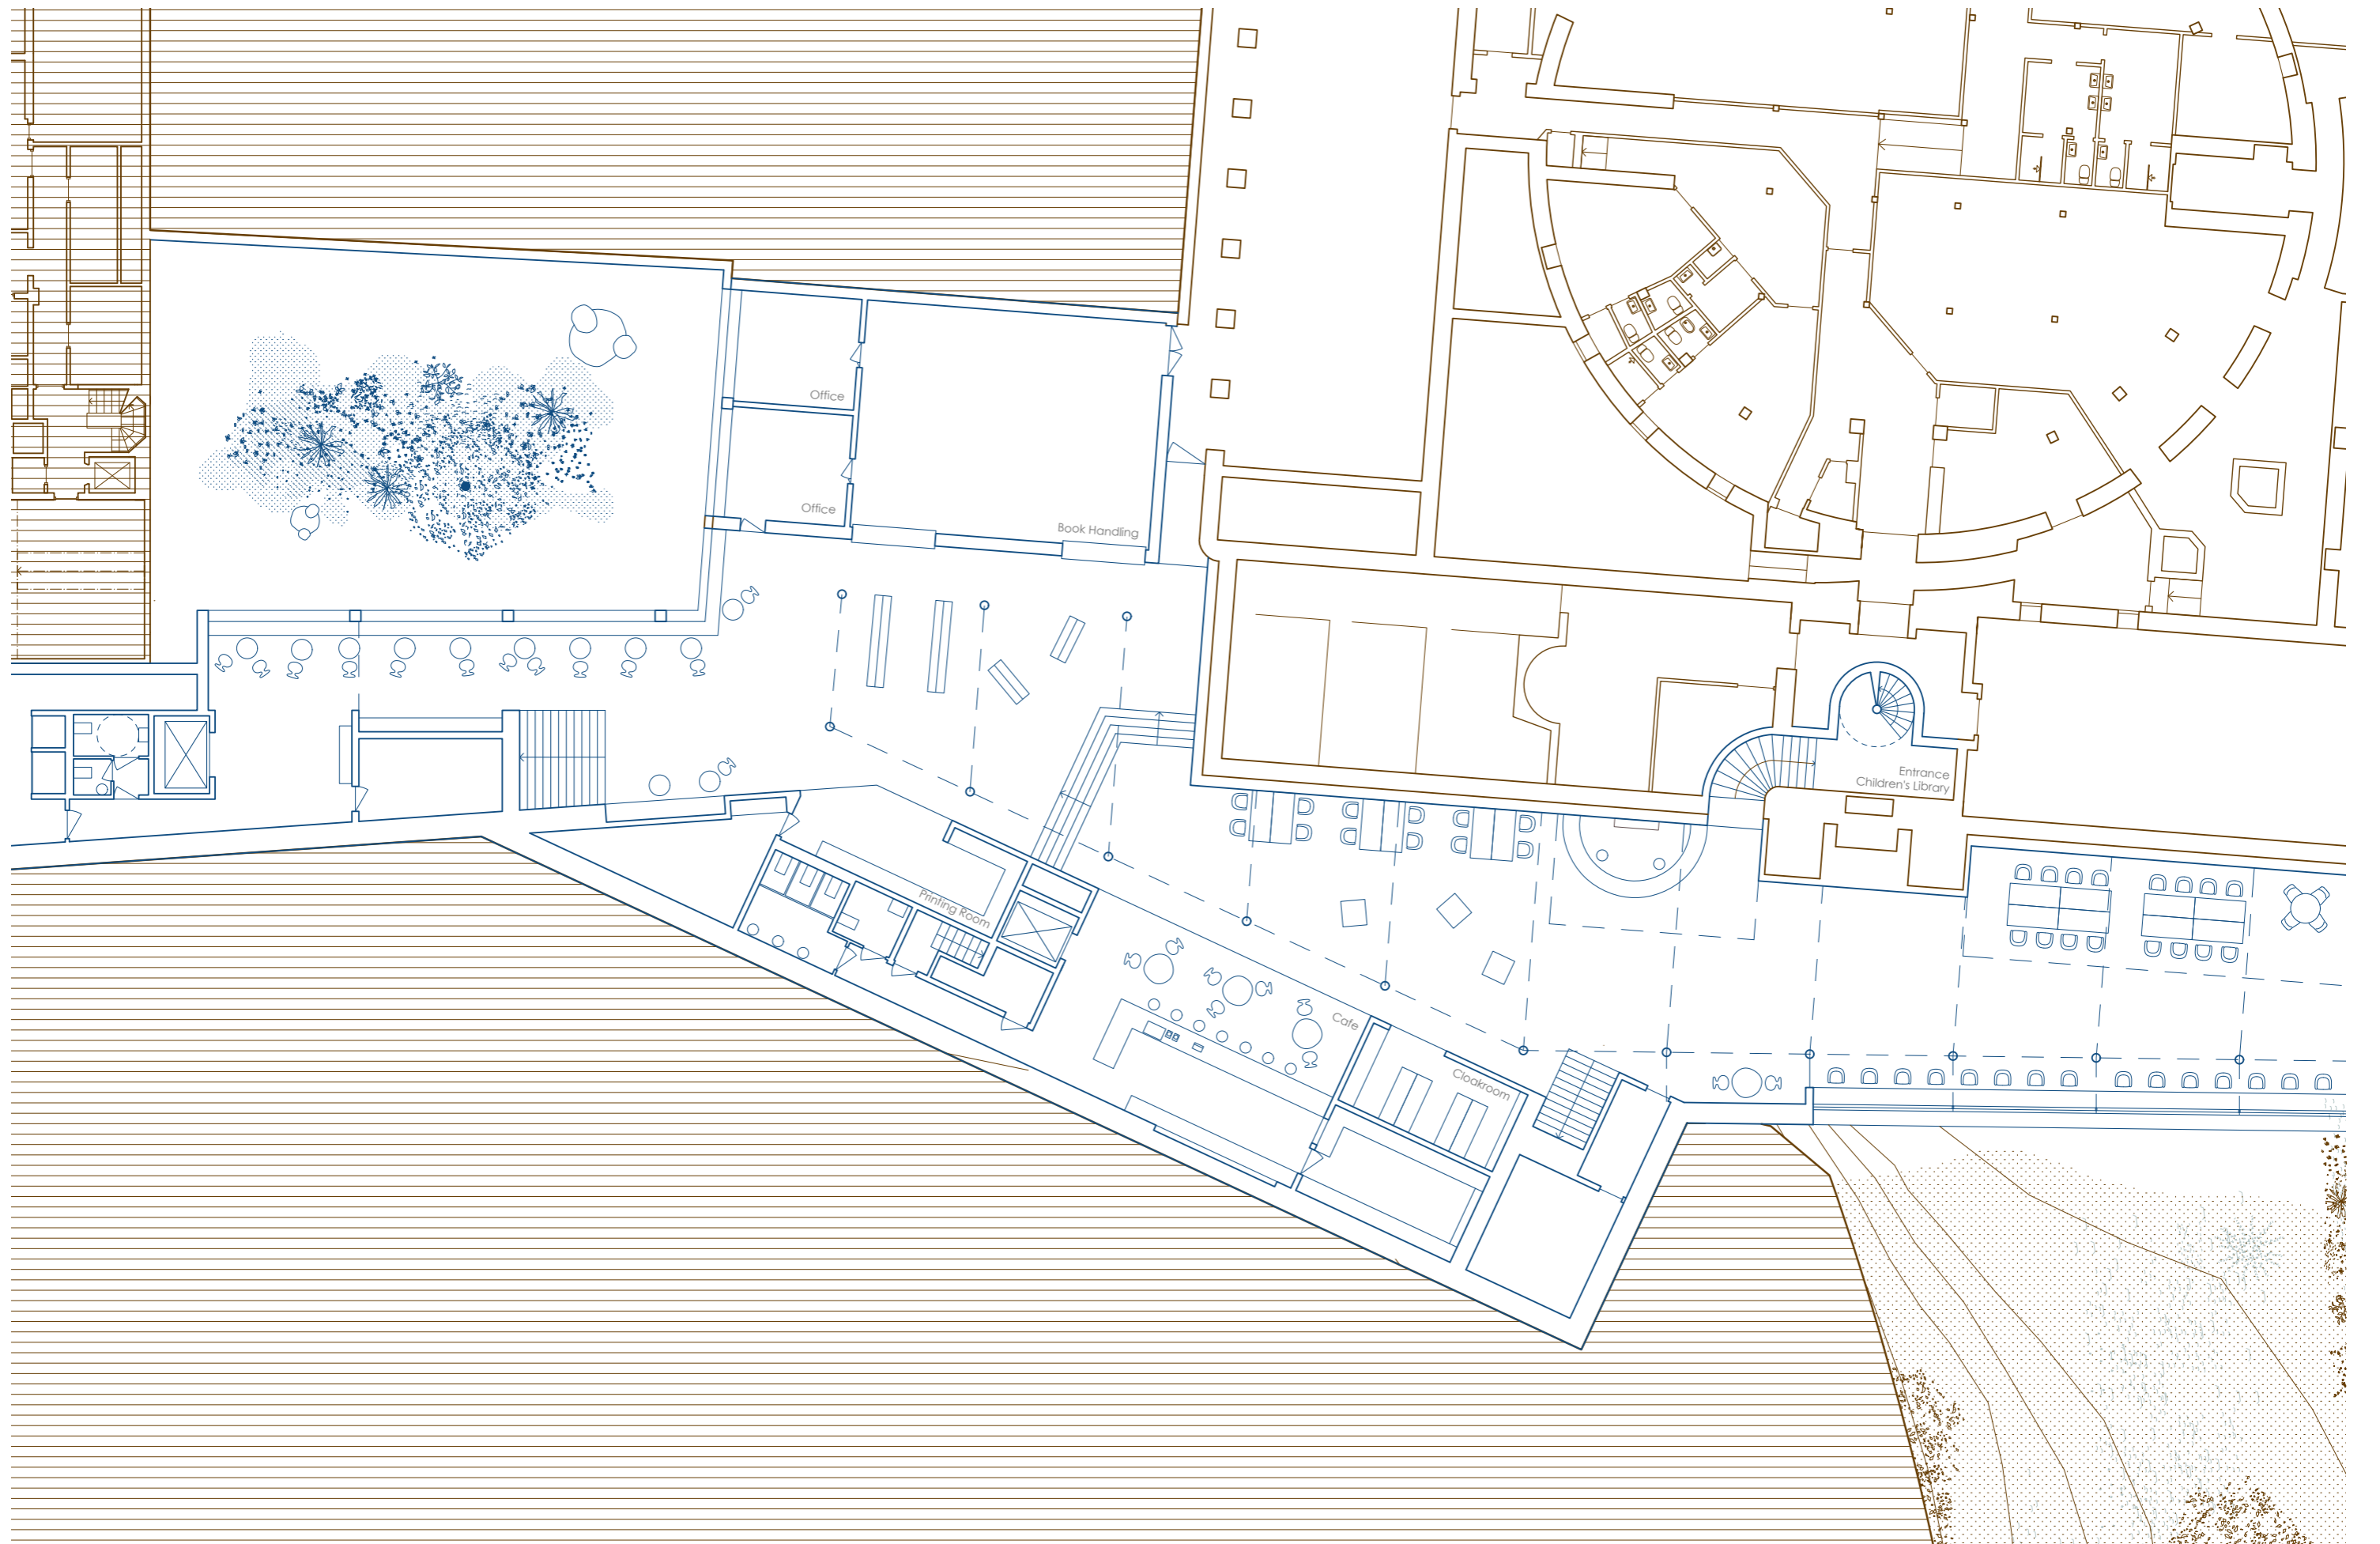 Office
Office
Book Handling
Entrance
Children's Library
Printing Room
Cafe
Cloakroom